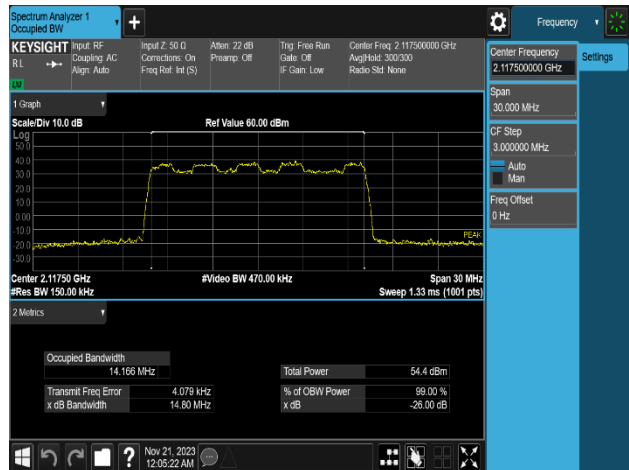 Spectrum Analyzer 1
Occupied BW
Frequency
KEYSIGHT
R L
Input: RF
Coupling: AC
Align: Auto
Input Z: 50 Ω
Corrections: On
Freq Ref: Int (S)
Atten: 22 dB
Preamp: Off
Trig: Free Run
Gate: Off
IF Gain: Low
Center Freq: 2.117500000 GHz
Avg|Hold: 300/300
Radio Std: None
Center Frequency
2.117500000 GHz
Settings
Span
30.000 MHz
CF Step
3.000000 MHz
Auto
Man
Freq Offset
0 Hz
1 Graph
Scale/Div 10.0 dB
Ref Value 60.00 dBm
Log
50.0
40.0
30.0
20.0
10.0
0.00
-10.0
-20.0
-30.0
PEAK
Center 2.11750 GHz
#Video BW 470.00 kHz
Span 30 MHz
#Res BW 150.00 kHz
Sweep 1.33 ms (1001 pts)
2 Metrics
Occupied Bandwidth
14.166 MHz
Total Power 54.4 dBm
Transmit Freq Error 4.079 kHz
% of OBW Power 99.00 %
x dB Bandwidth 14.80 MHz
x dB -26.00 dB
?
Nov 21, 2023
12:05:22 AM